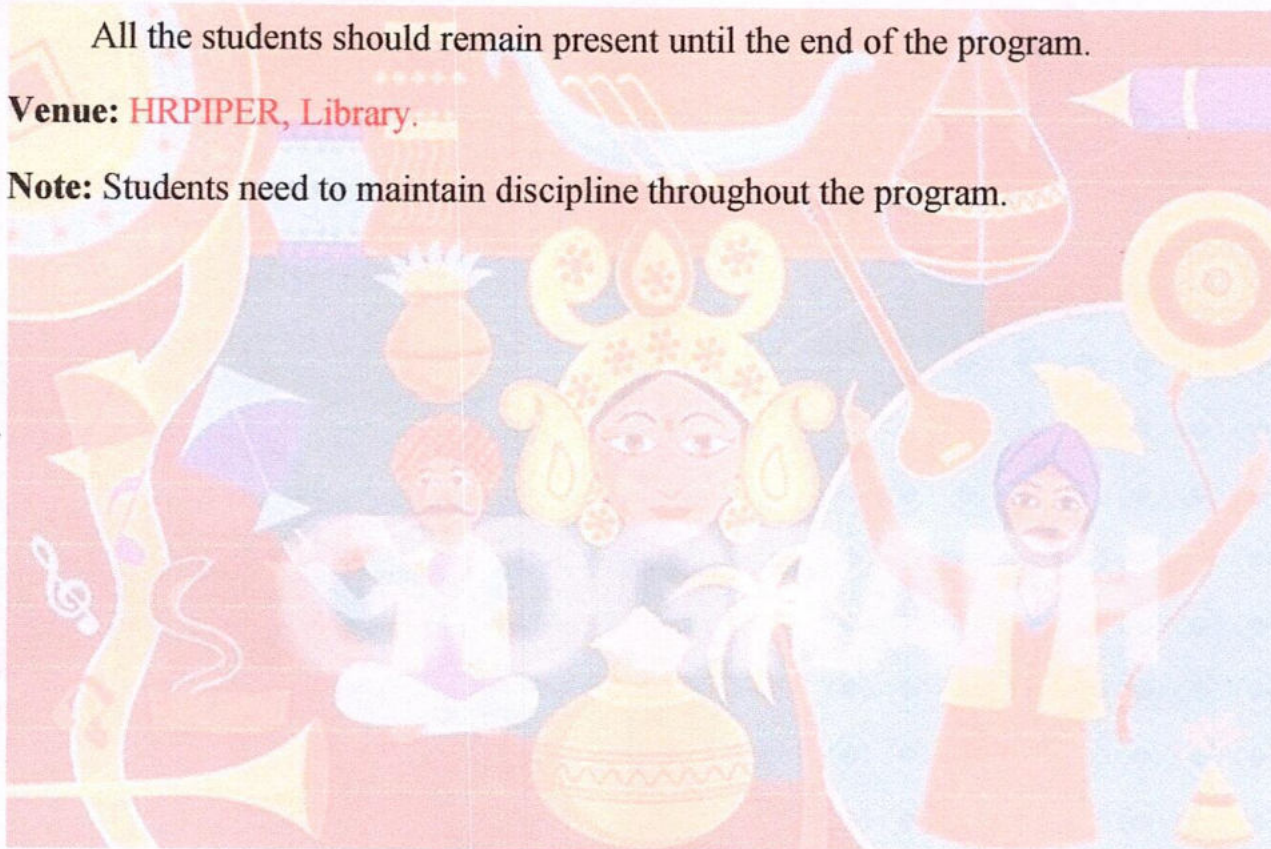 All the students should remain present until the end of the program.
Venue: HRPIPER, Library.
Note: Students need to maintain discipline throughout the program.